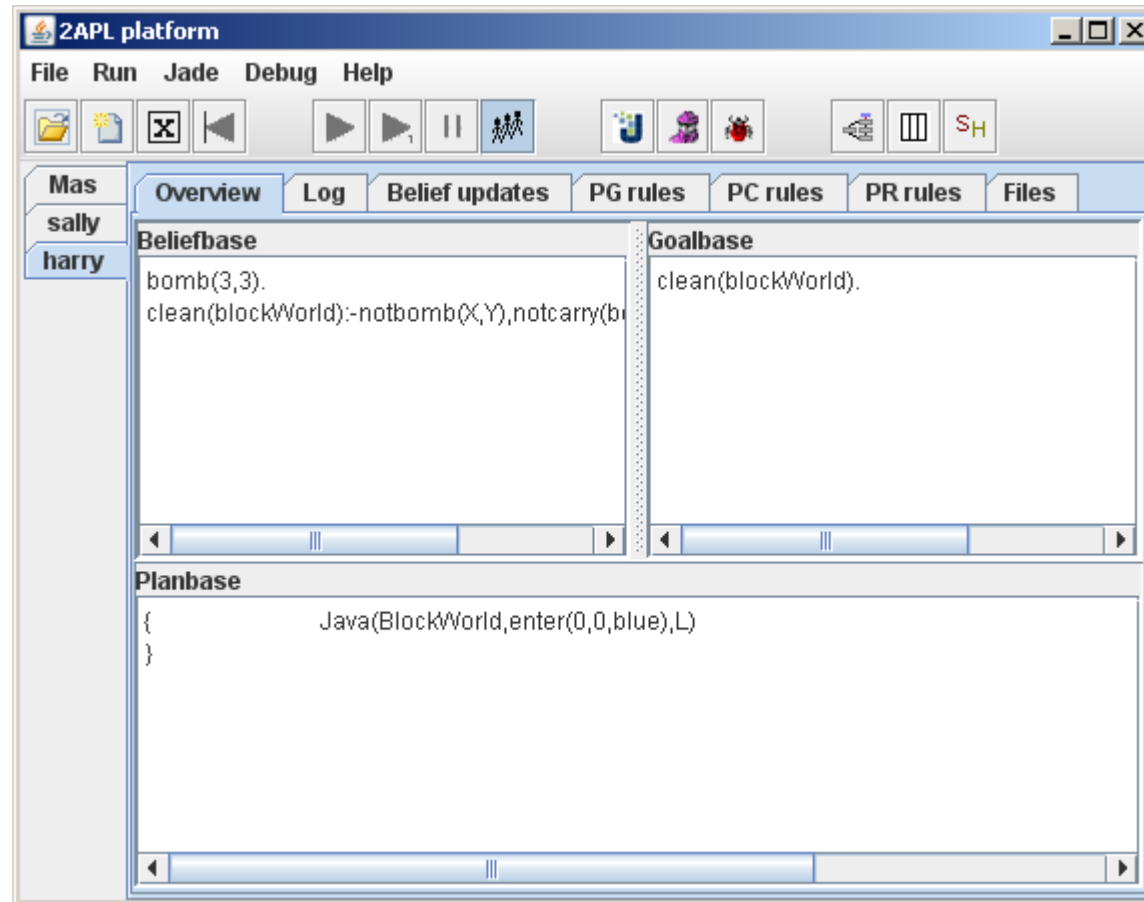 2APL platform
File Run Jade Debug Help
X 1 SH
Mas
sally
harry
Overview Log Belief updates PG rules PC rules PR rules Files
Beliefbase
bomb(3,3).
clean(blockWorld):-notbomb(X,Y),notcarry(b
Goalbase
clean(blockWorld).
Planbase
{ Java(BlockWorld,enter(0,0,blue),L)
}